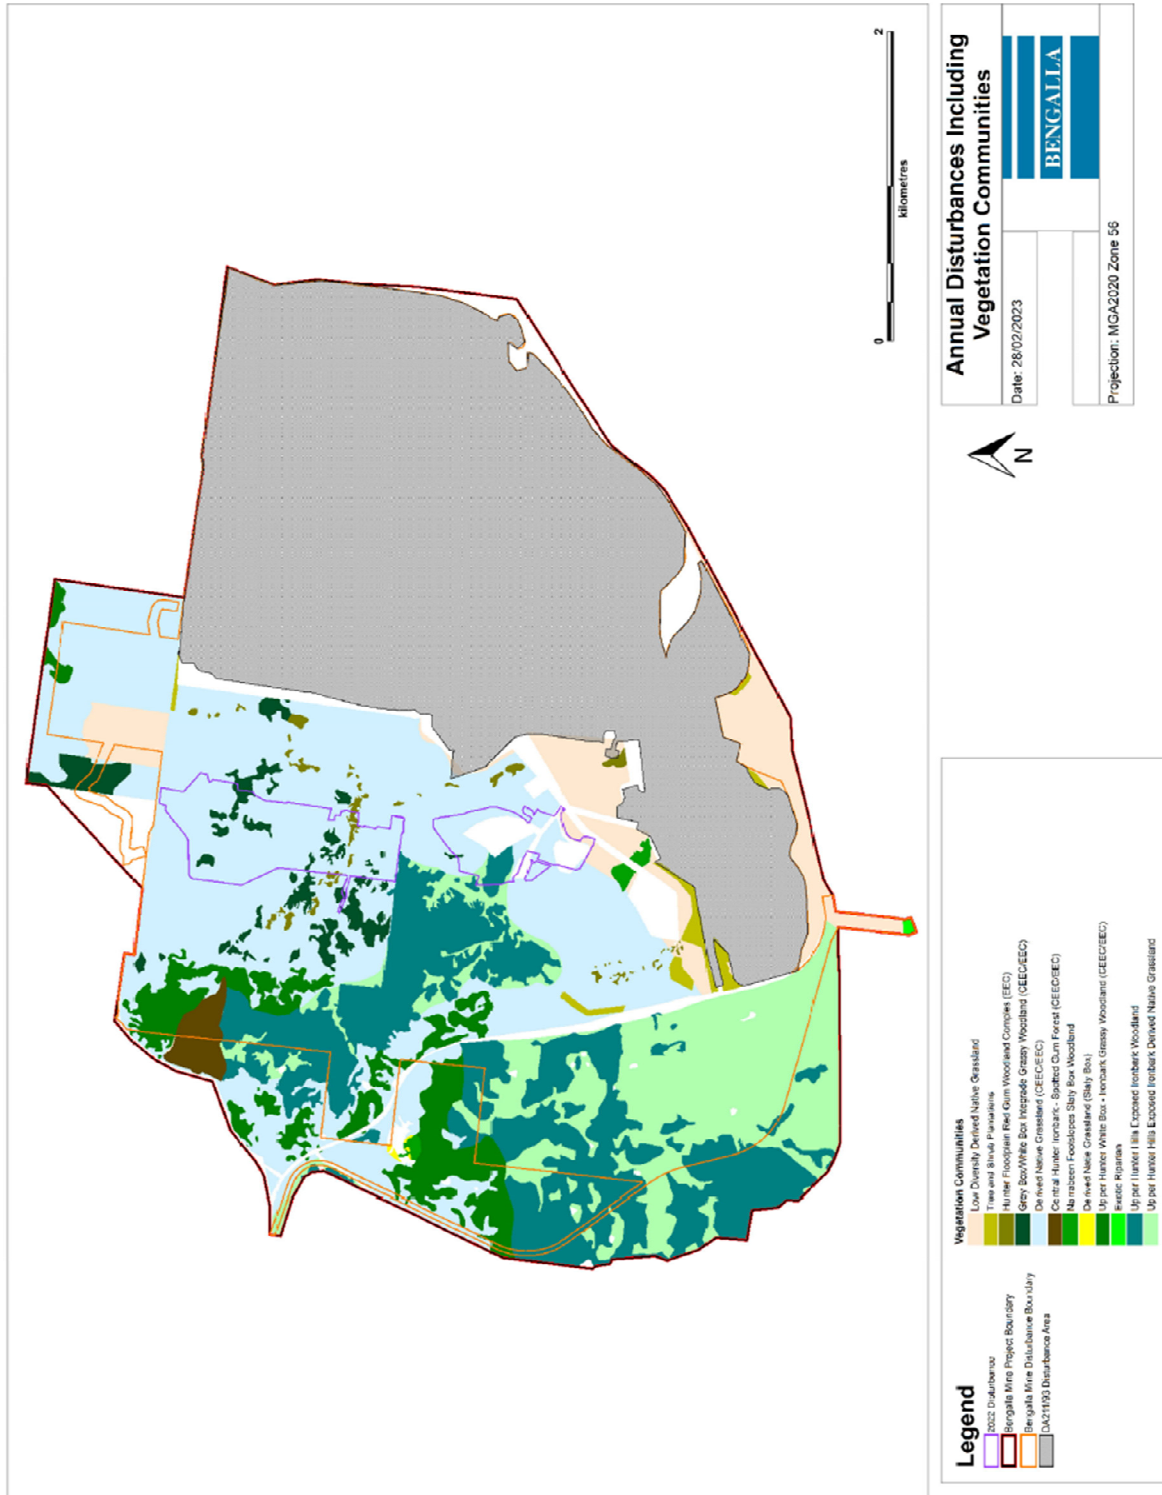 2
0
kilometres
Annual Disturbances Including
Vegetation Communities
BENGALLA
Date: 28/02/2023
Projection: MGA2020 Zone 56
N
Legend
2022 Disturbance
Bengalla Mine Project Boundary
Bengalla Mine Disturbance Boundary
DA211/93 Disturbance Area
Vegetation Communities
Low Diversity Derived Native Grassland
Tree and Shrub Plantations
Hunter Floodplain Red Gum Woodland Complex (EEC)
Grey Box/White Box Intergrade Grassy Woodland (CEEC/EEC)
Derived Native Grassland (CEEC/EEC)
Central Hunter Ironbark - Spotted Gum Forest (CEEC/EEC)
Narrabeen Footslopes Slaty Box Woodland
Derived Native Grassland (Slaty Box)
Upper Hunter White Box - Ironbark Grassy Woodland (CEEC/EEC)
Exotic Riparian
Upper Hunter Hills Exposed Ironbark Woodland
Upper Hunter Hills Exposed Ironbark Derived Native Grassland